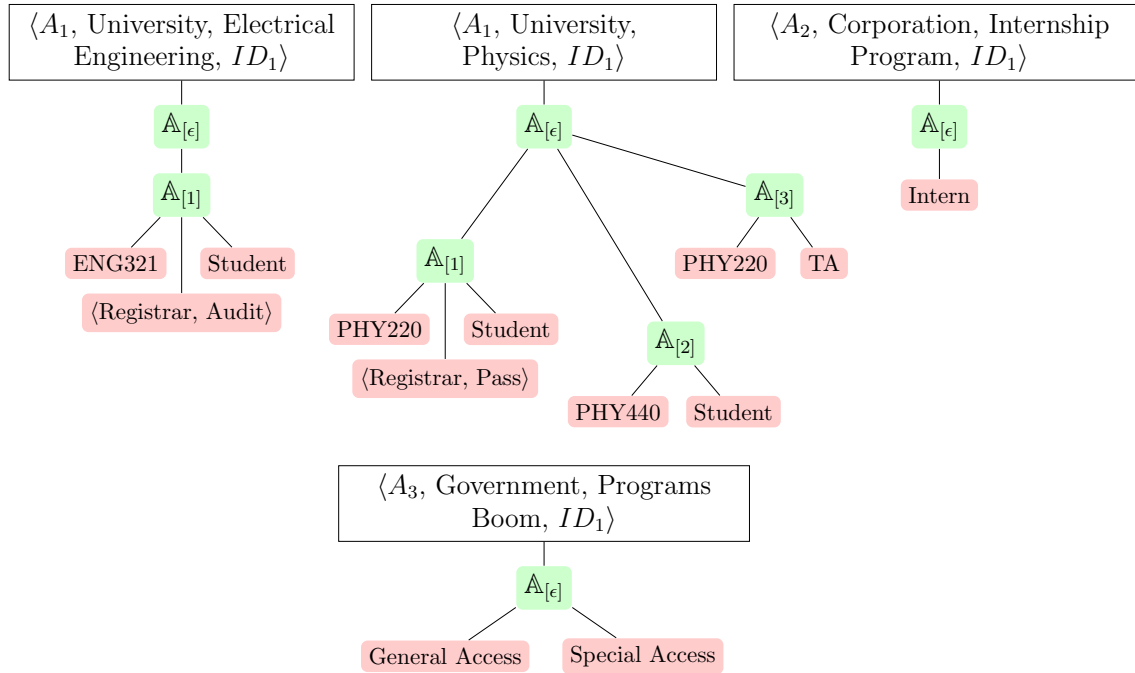 ⟨A₁, University, Electrical
Engineering, ID₁⟩
𝔸[ϵ]
𝔸[1]
ENG321
Student
⟨Registrar, Audit⟩
⟨A₁, University,
Physics, ID₁⟩
𝔸[ϵ]
𝔸[1]
PHY220
Student
⟨Registrar, Pass⟩
𝔸[2]
PHY440
Student
𝔸[3]
PHY220
TA
⟨A₂, Corporation, Internship
Program, ID₁⟩
𝔸[ϵ]
Intern
⟨A₃, Government, Programs
Boom, ID₁⟩
𝔸[ϵ]
General Access
Special Access